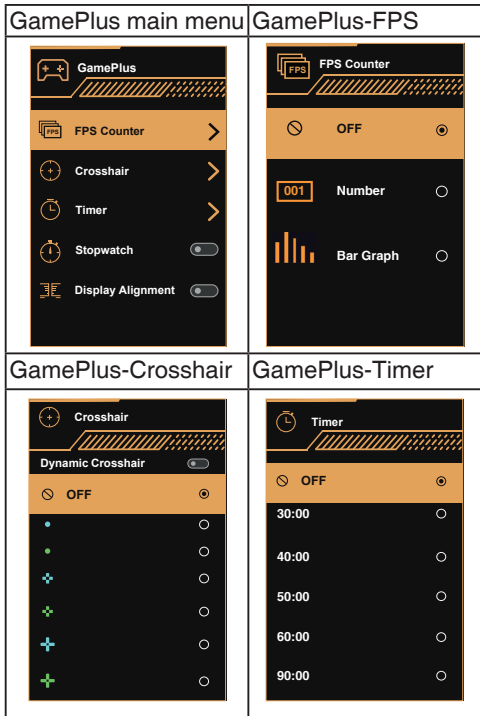 GamePlus main menu
GamePlus-FPS
GamePlus
FPS
FPS Counter
Crosshair
Timer
Stopwatch
Display Alignment
FPS
FPS Counter
OFF
001 Number
Bar Graph
GamePlus-Crosshair
GamePlus-Timer
Crosshair
Dynamic Crosshair
OFF
Timer
OFF
30:00
40:00
50:00
60:00
90:00